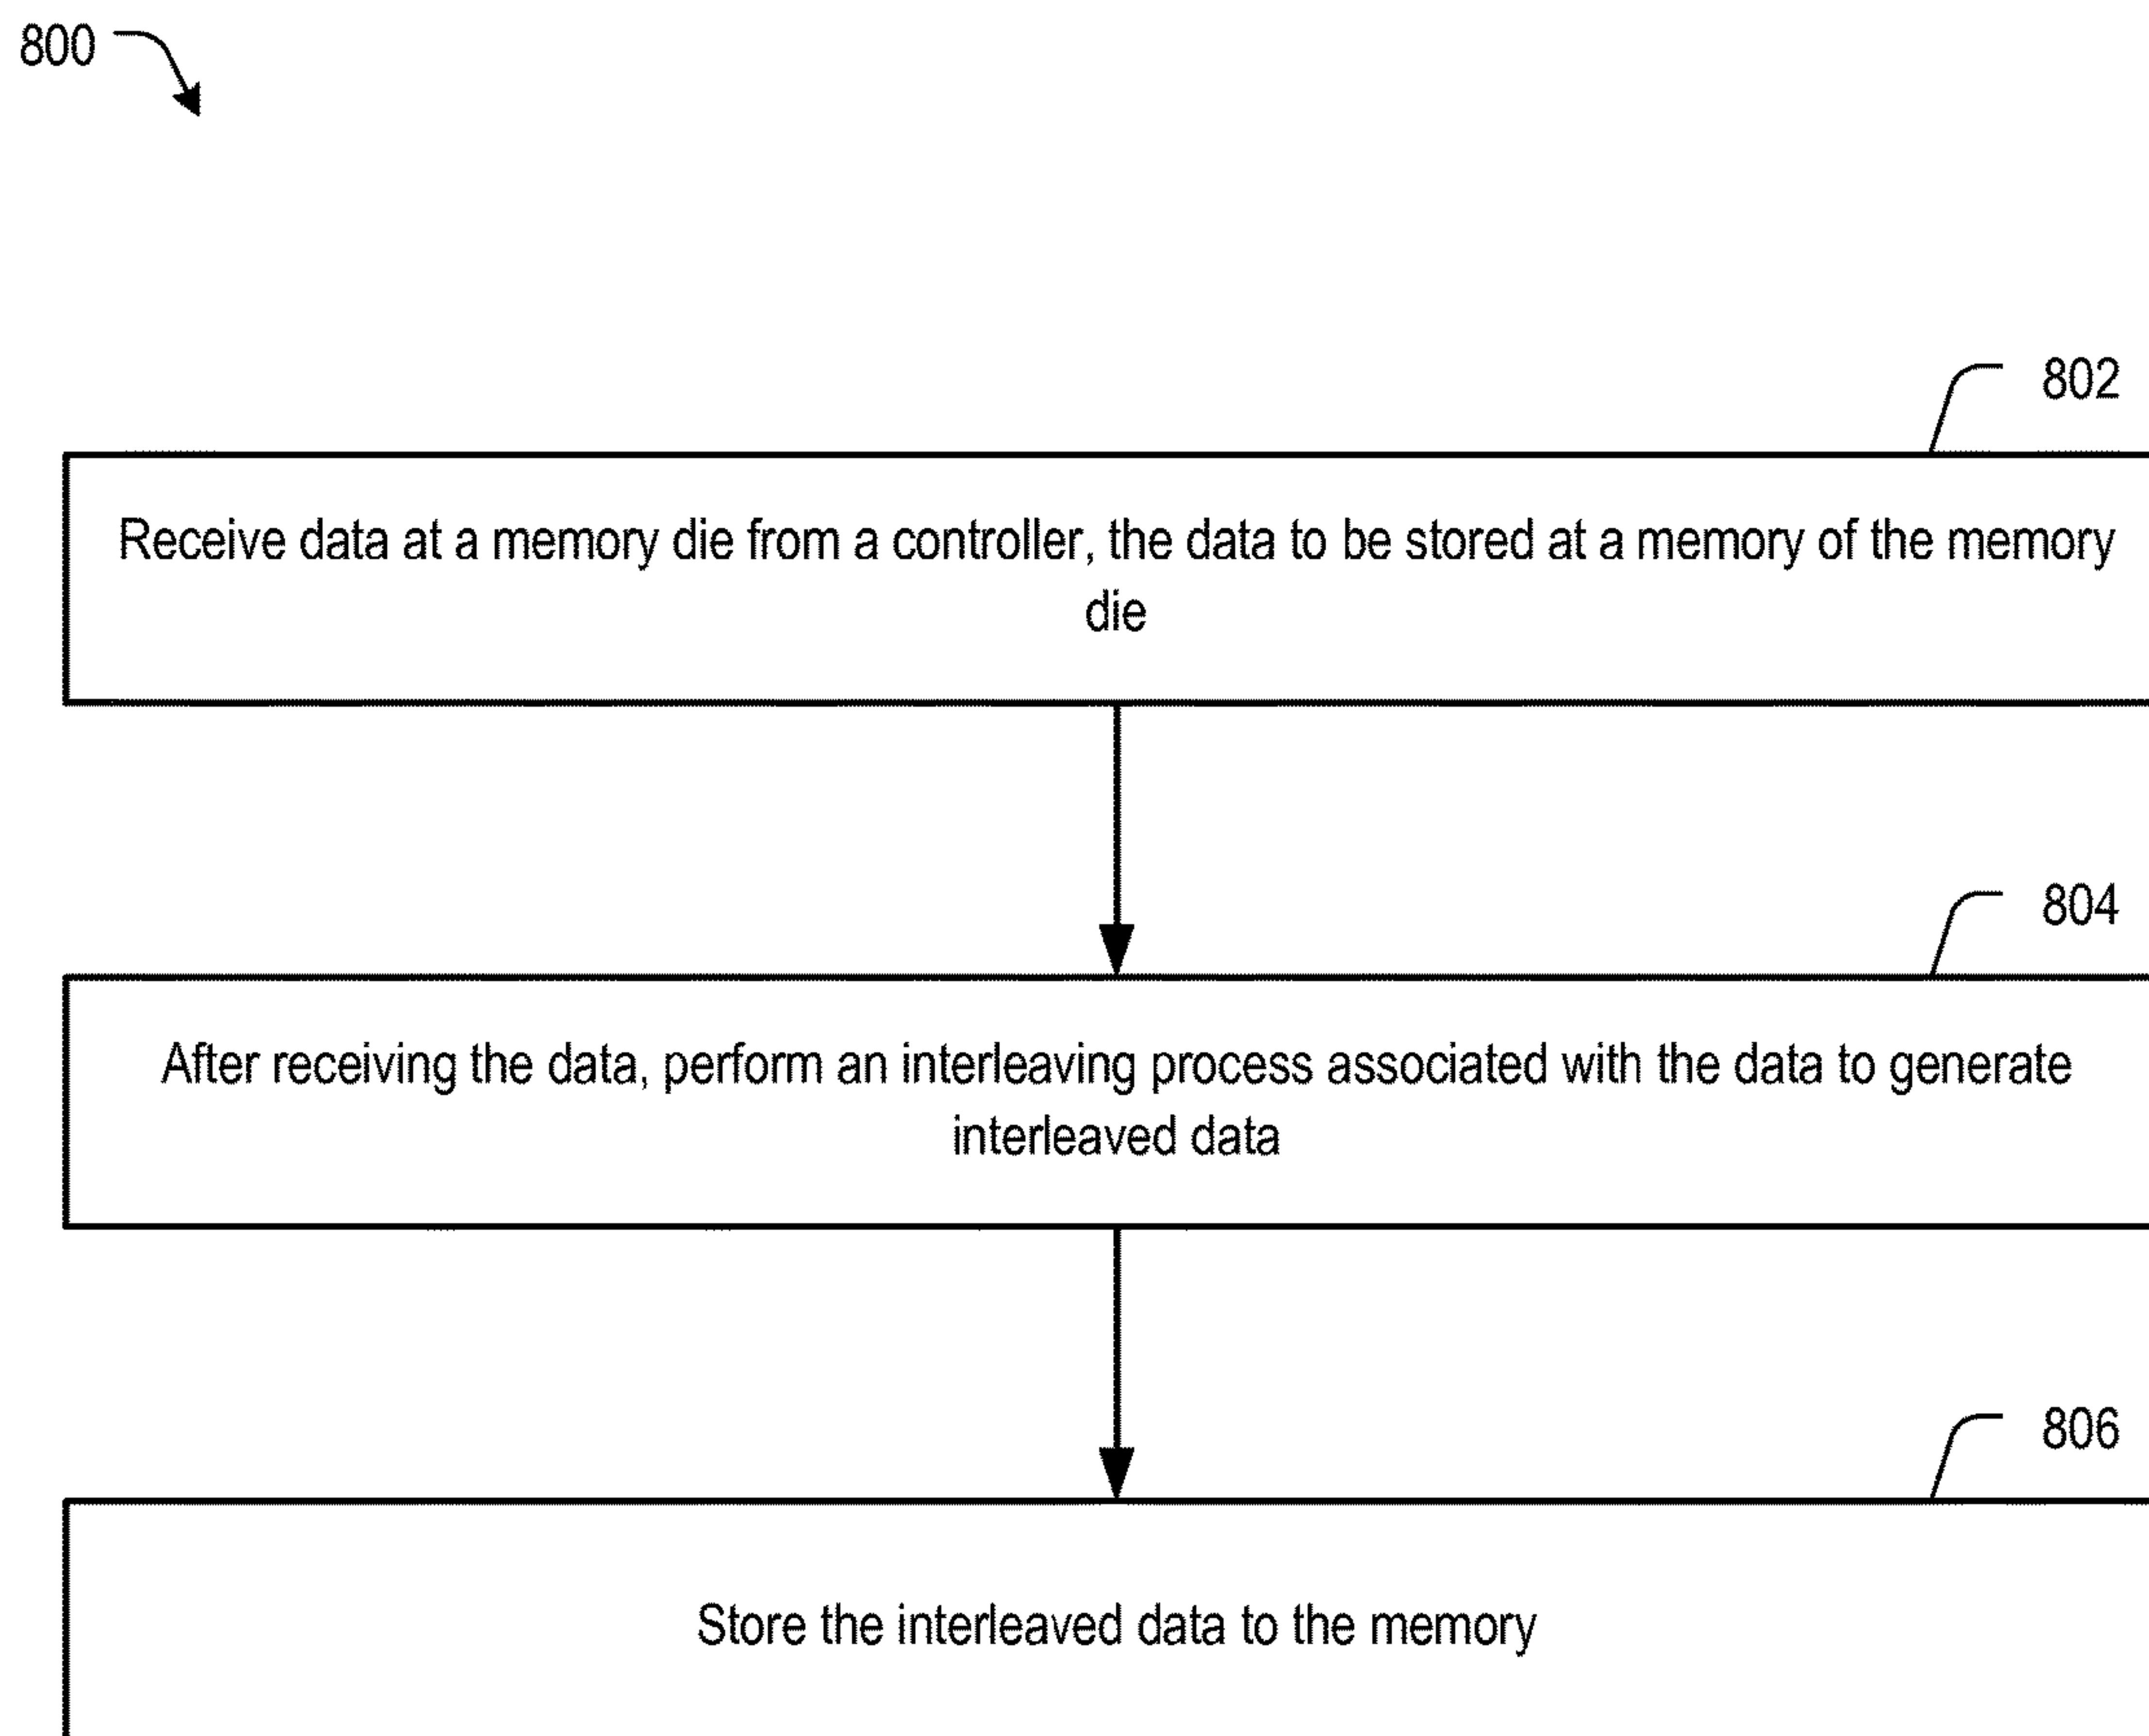 800
802
Receive data at a memory die from a controller, the data to be stored at a memory of the memory
die
804
After receiving the data, perform an interleaving process associated with the data to generate
interleaved data
806
Store the interleaved data to the memory